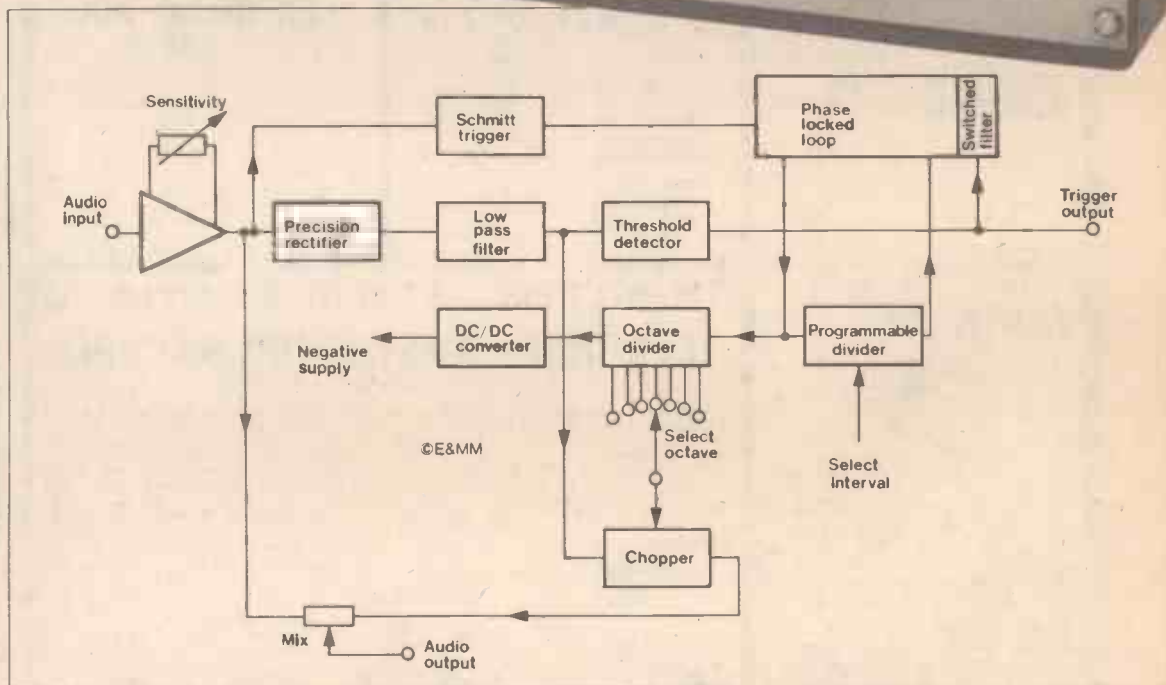 Sensitivity
Audio
input
Schmitt
trigger
Phase
locked
loop
Switched
filter
Precision
rectifier
Low
pass
filter
Threshold
detector
Trigger
output
Negative
supply
DC/DC
converter
Octave
divider
Programmable
divider
©E&MM
Select
octave
Select
Interval
Chopper
Mix
Audio
output